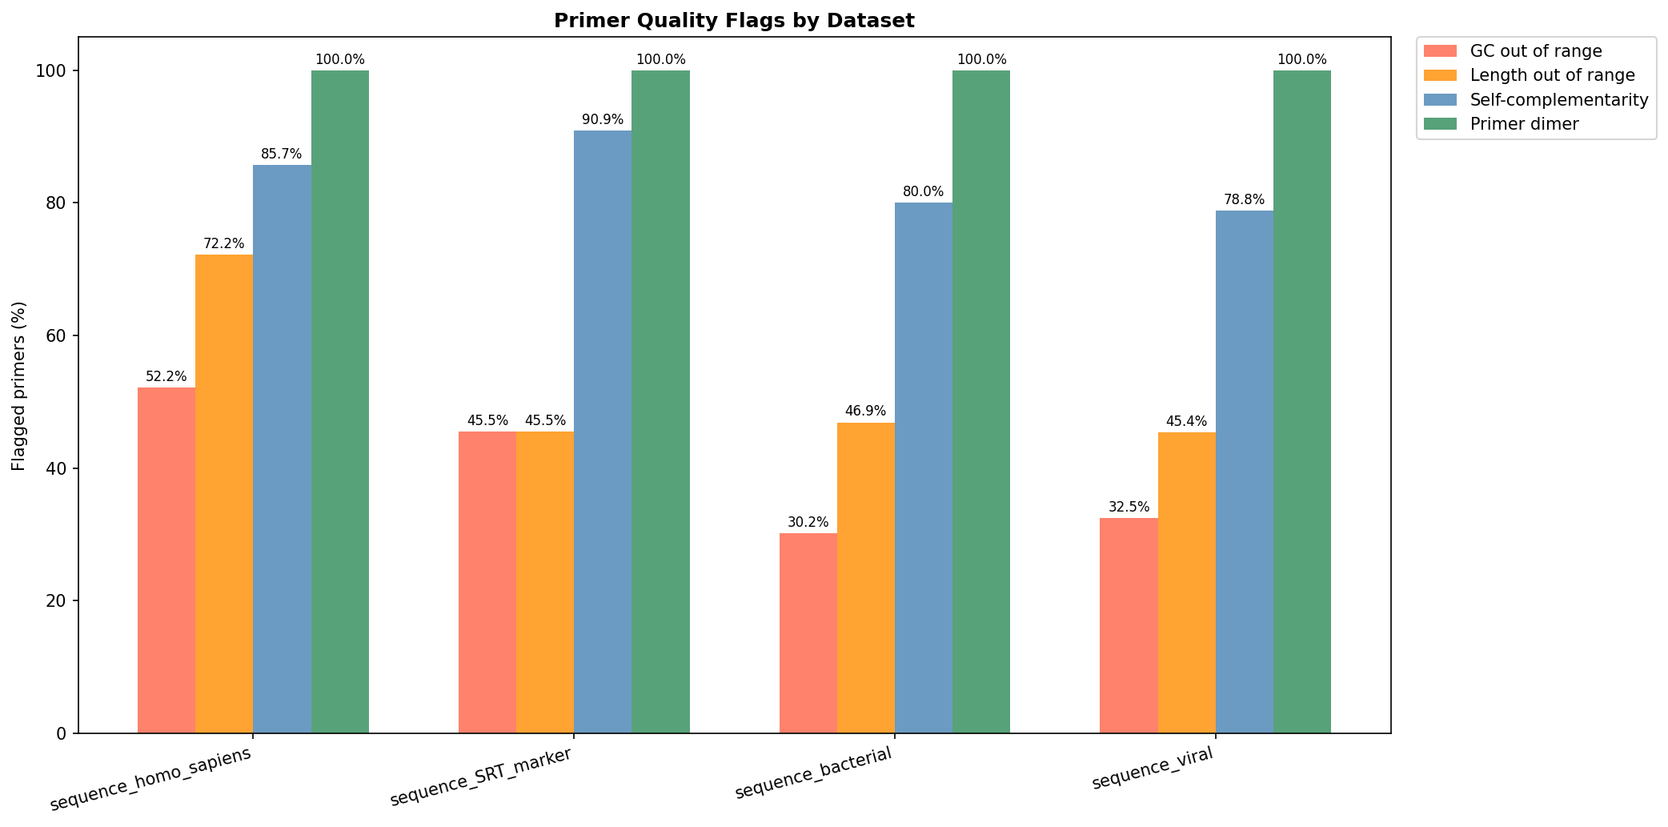 Primer Quality Flags by Dataset
GC out of range
Length out of range
Self-complementarity
Primer dimer
Flagged primers (%)
100
80
60
40
20
0
52.2%
72.2%
85.7%
100.0%
45.5%
45.5%
90.9%
100.0%
30.2%
46.9%
80.0%
100.0%
32.5%
45.4%
78.8%
100.0%
sequence_homo_sapiens
sequence_SRT_marker
sequence_bacterial
sequence_viral